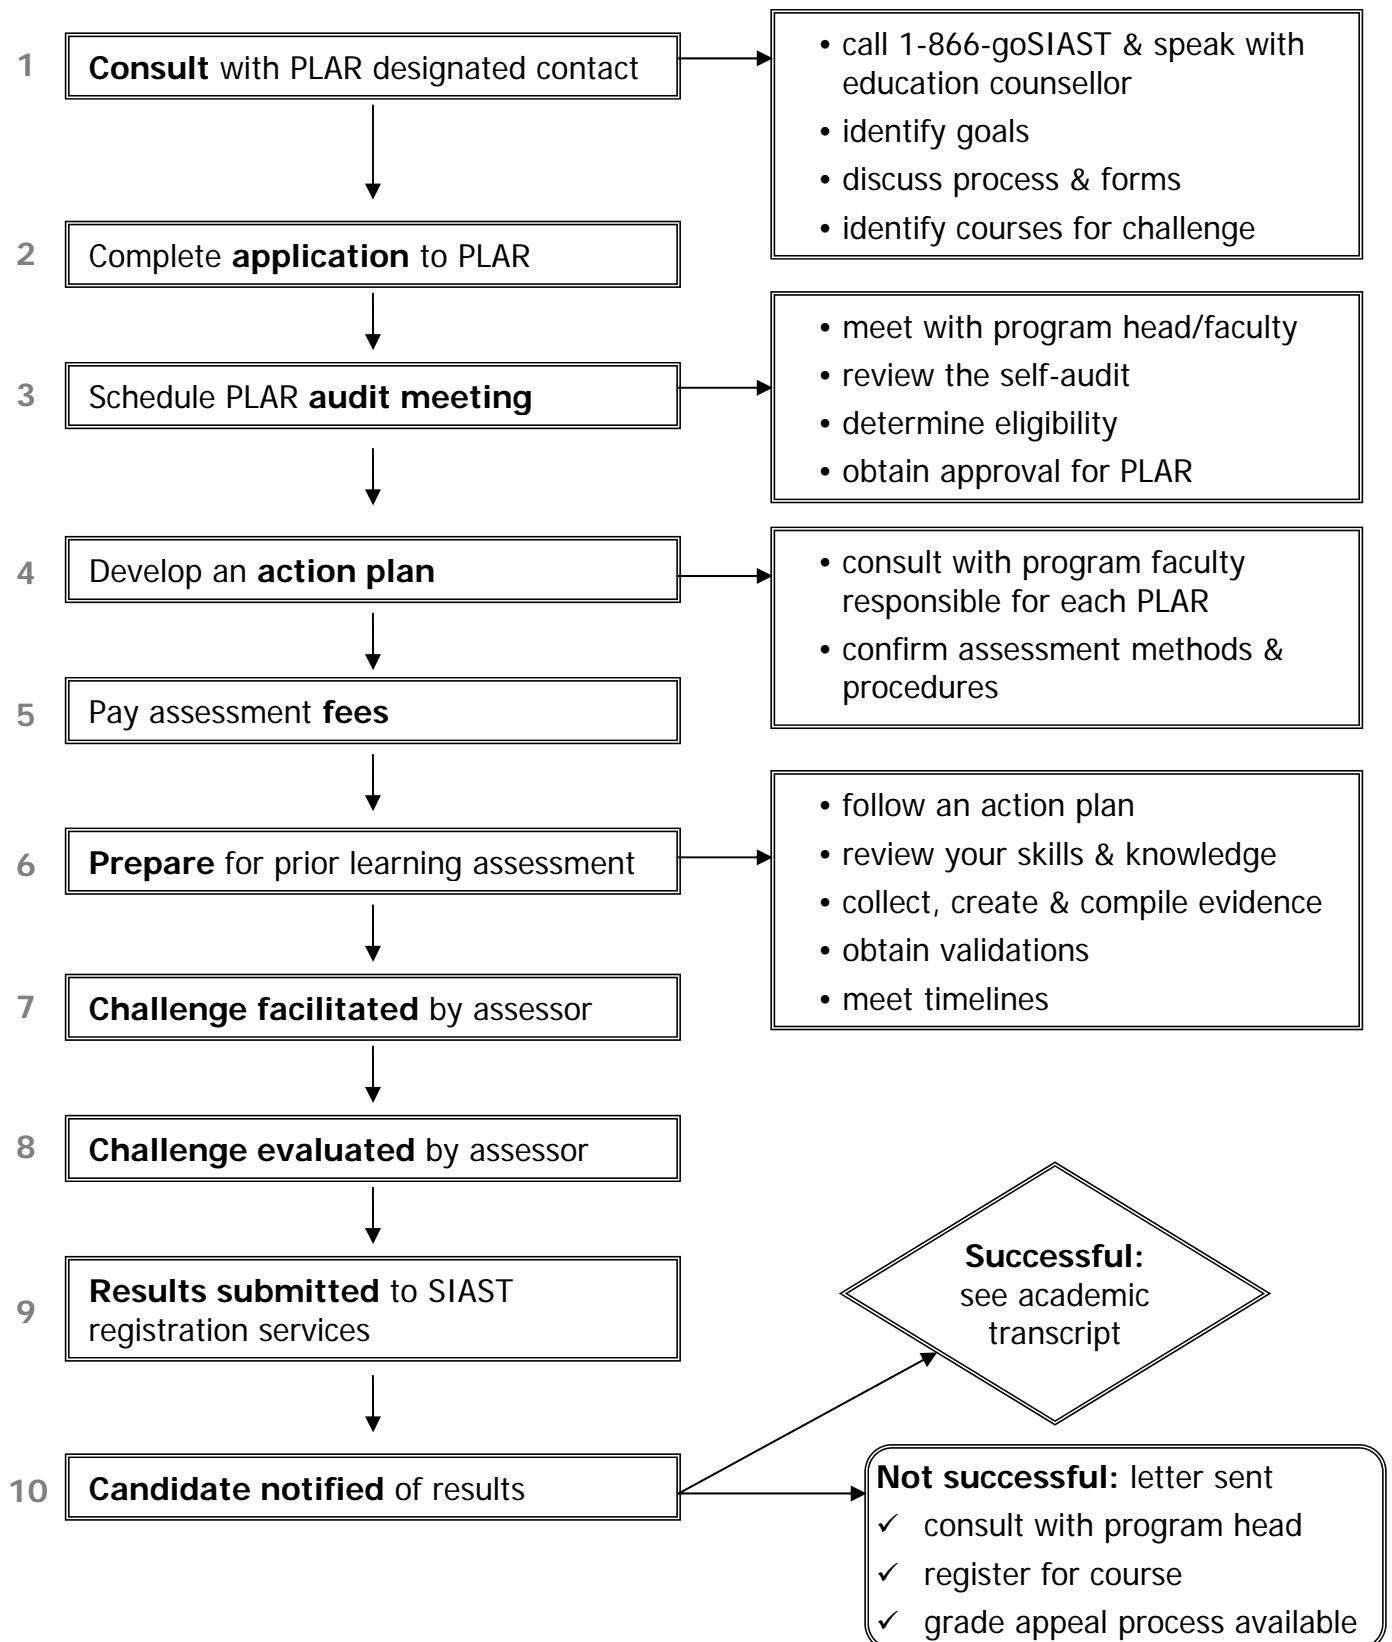 1
Consult with PLAR designated contact
• call 1-866-goSIAST & speak with
education counsellor
• identify goals
• discuss process & forms
• identify courses for challenge
2
Complete application to PLAR
3
Schedule PLAR audit meeting
• meet with program head/faculty
• review the self-audit
• determine eligibility
• obtain approval for PLAR
4
Develop an action plan
• consult with program faculty
responsible for each PLAR
• confirm assessment methods &
procedures
5
Pay assessment fees
6
Prepare for prior learning assessment
• follow an action plan
• review your skills & knowledge
• collect, create & compile evidence
• obtain validations
• meet timelines
7
Challenge facilitated by assessor
8
Challenge evaluated by assessor
9
Results submitted to SIAST
registration services
Successful:
see academic
transcript
10
Candidate notified of results
Not successful: letter sent
✓ consult with program head
✓ register for course
✓ grade appeal process available